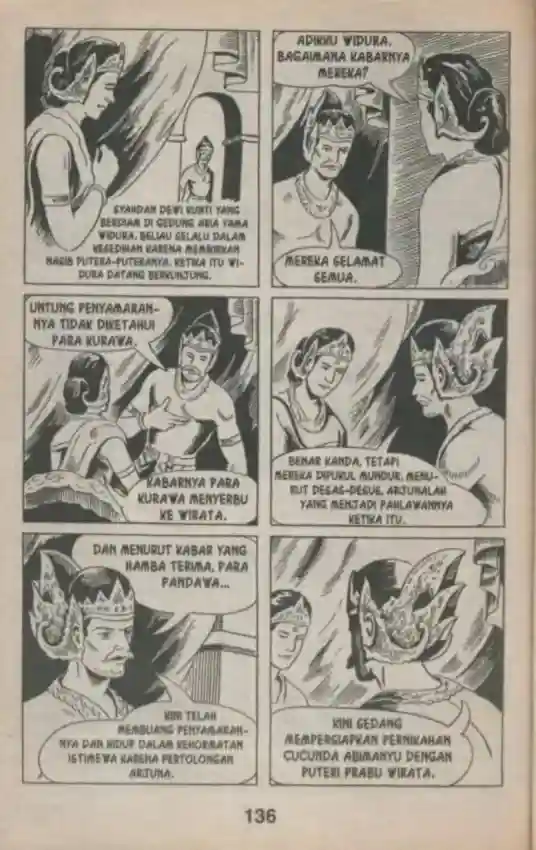 SYAHDAN DEWI KUNTI YANG
BERDIAM DI GEDUNG ARIA YAMA
WIDURA. BELIAU SELALU DALAM
KESEDIHAN KARENA MEMIKIRKAN
NASIB PUTERA-PUTERANYA. KETIKA ITU WI-
DURA DATANG BERKUNJUNG.
ADIKKU WIDURA.
BAGAIMANA KABARNYA
MEREKA?
MEREKA SELAMAT
SEMUA.
UNTUNG PENYAMARAN-
NYA TIDAK DIKETAHUI
PARA KURAWA.
KABARNYA PARA
KURAWA MENYERBU
KE WIRATA.
BENAR KANDA, TETAPI
MEREKA DIPUKUL MUNDUR. MENU-
RUT DESAS-DESUS, ARJUNALAH
YANG MENJADI PAHLAWANNYA
KETIKA ITU.
DAN MENURUT KABAR YANG
HAMBA TERIMA, PARA
PANDAWA...
KINI TELAH
MEMBUANG PENYAMARAN-
NYA DAN HIDUP DALAM KEHORMATAN
ISTIMEWA KARENA PERTOLONGAN
ARJUNA.
KINI SEDANG
MEMPERSIAPKAN PERNIKAHAN
CUCUNDA ABIMANYU DENGAN
PUTERI PRABU WIRATA.
136